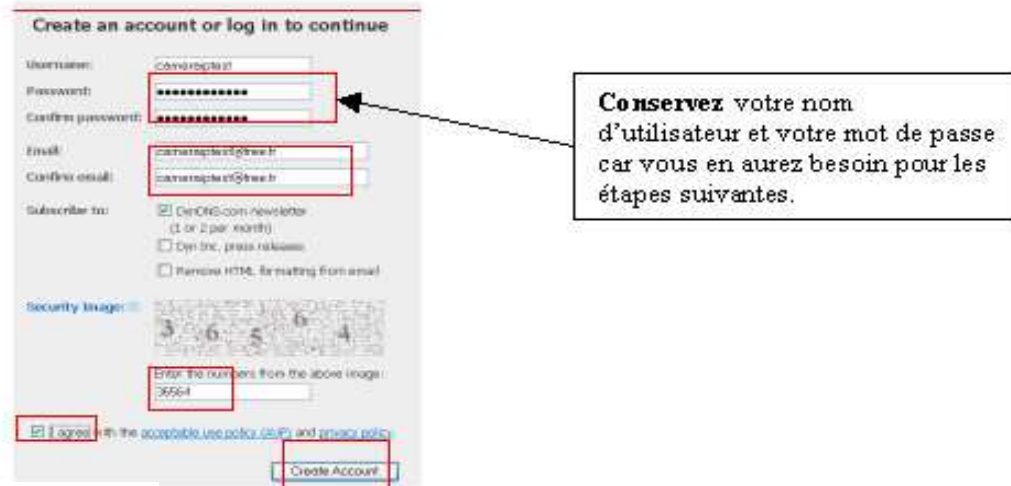 Create an account or log in to continue
Username: cameraiptest
Password: ●●●●●●●●●●●●
Confirm password: ●●●●●●●●●●●●
Email: cameraiptest@free.fr
Confirm email: cameraiptest@free.fr
Subscribe to: DynDNS.com newsletter
(1 or 2 per month)
Dyn Inc. press releases
Remove HTML formatting from email
Security Image:
3 6 5 6 4
Enter the numbers from the above image:
36564
I agree with the acceptable use policy (AUP) and privacy policy
Create Account
Conservez votre nom
d'utilisateur et votre mot de passe
car vous en aurez besoin pour les
étapes suivantes.